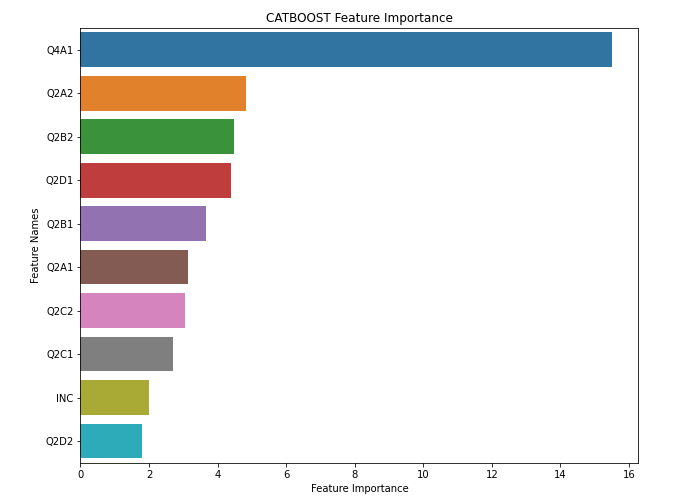 CATBOOST Feature Importance
Q4A1
Q2A2
Q2B2
Q2D1
Q2B1
Q2A1
Q2C2
Q2C1
INC
Q2D2
Feature Names
0 2 4 6 8 10 12 14 16
Feature Importance